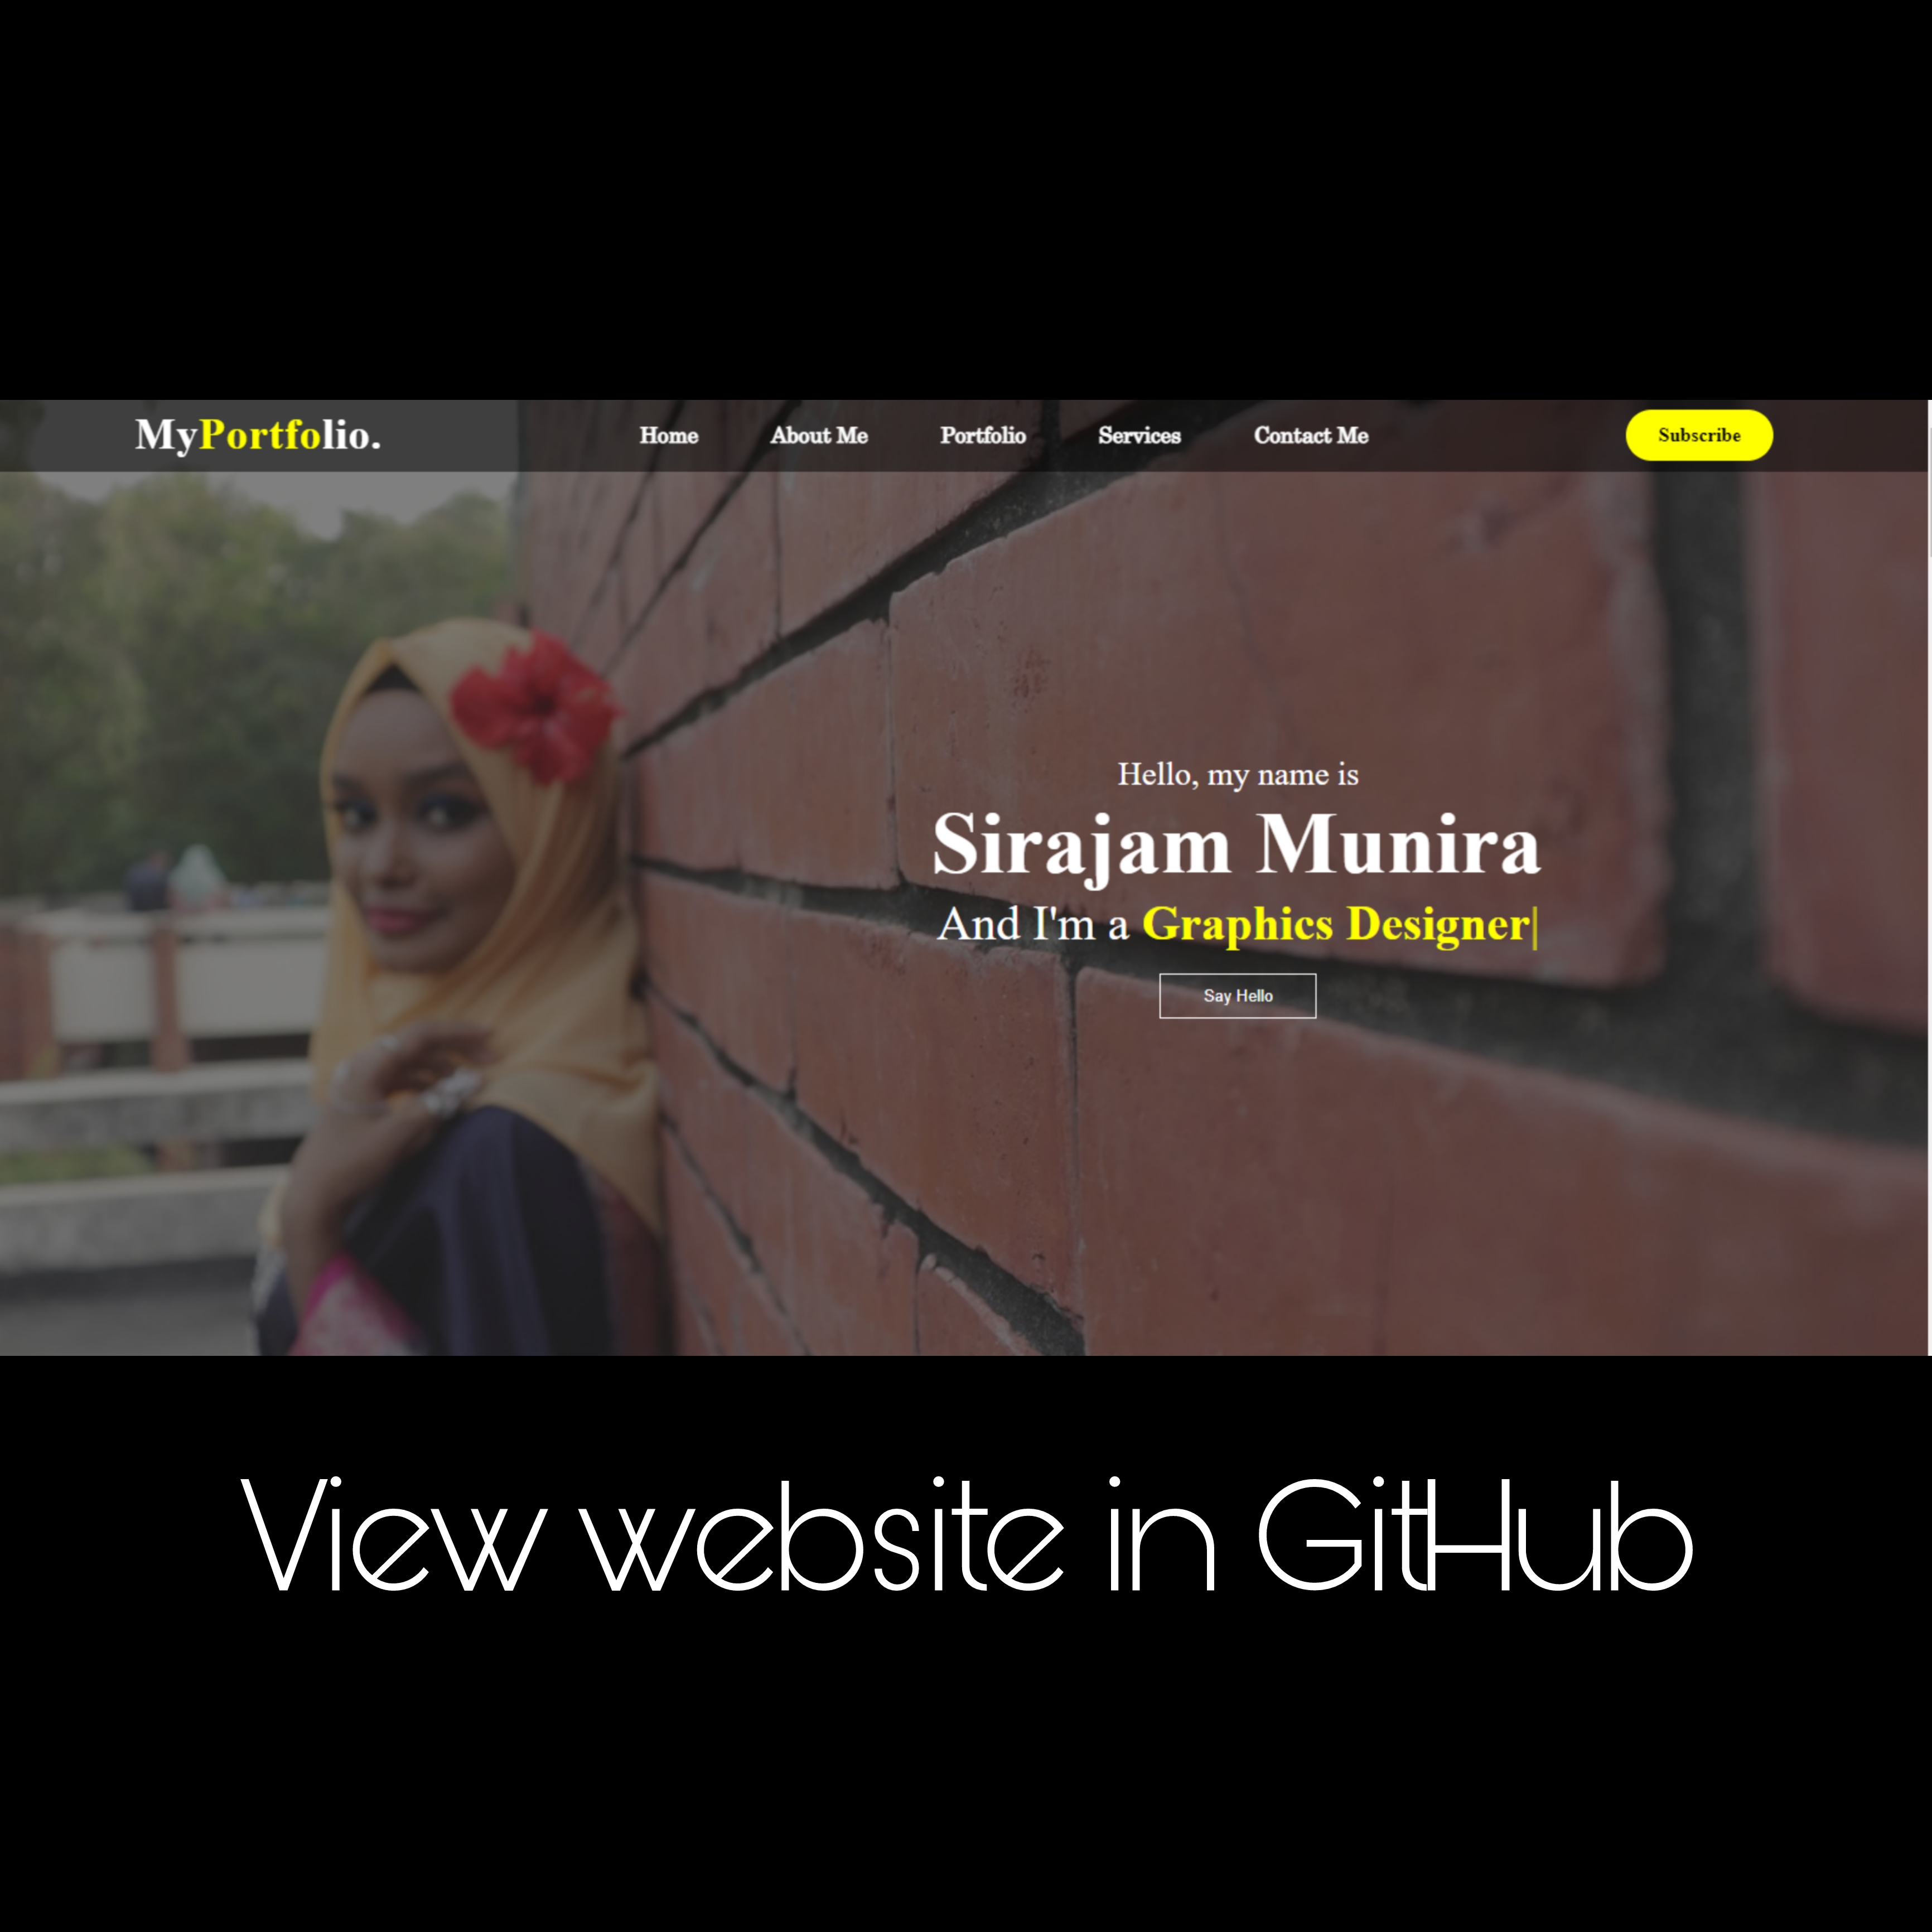 MyPortfolio. Home About Me Portfolio Services Contact Me Subscribe
Hello, my name is
Sirajam Munira
And I'm a Graphics Designer|
Say Hello
View website in GitHub